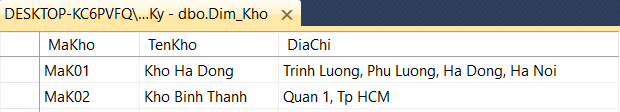 DESKTOP-KC6PVFQ\...Ky - dbo.Dim_Kho
MaKho TenKho DiaChi
MaK01 Kho Ha Dong Trinh Luong, Phu Luong, Ha Dong, Ha Noi
MaK02 Kho Binh Thanh Quan 1, Tp HCM